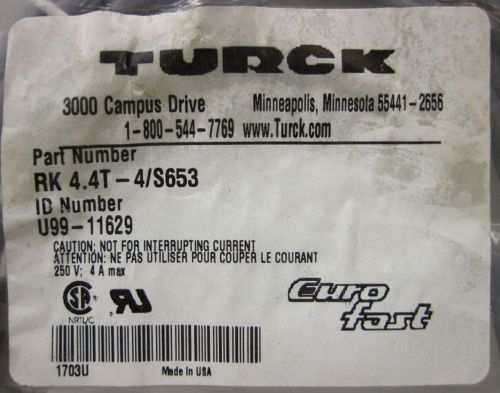 TURCK
3000 Campus Drive Minneapolis, Minnesota 55441-2656
1-800-544-7769 www.Turck.com
Part Number
RK 4.4T-4/S653
ID Number
U99-11629
CAUTION: NOT FOR INTERRUPTING CURRENT
ATTENTION: NE PAS UTILISER POUR COUPER LE COURANT
250 V; 4 A max
SA
NRTL/C
RU
Euro
fast
1703U Made in USA